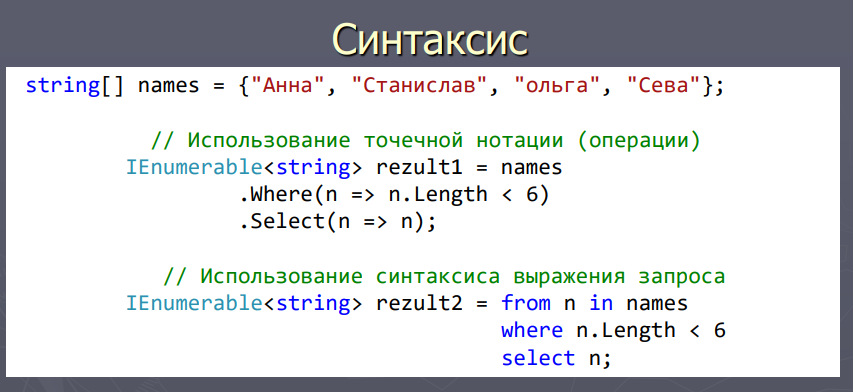 Синтаксис
string[] names = {"Анна", "Станислав", "ольга", "Сева"};
// Использование точечной нотации (операции)
IEnumerable<string> rezult1 = names
.Where(n => n.Length < 6)
.Select(n => n);
// Использование синтаксиса выражения запроса
IEnumerable<string> rezult2 = from n in names
where n.Length < 6
select n;